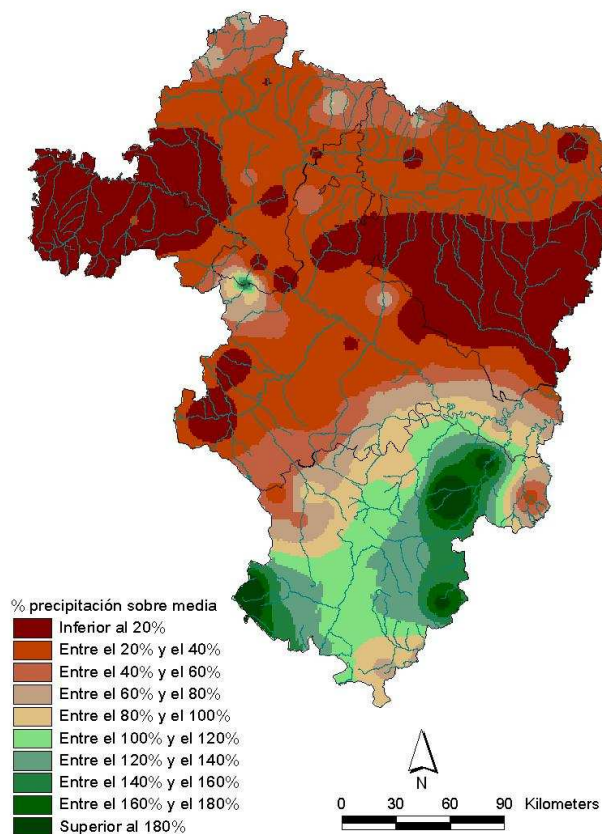 % precipitación sobre media
Inferior al 20%
Entre el 20% y el 40%
Entre el 40% y el 60%
Entre el 60% y el 80%
Entre el 80% y el 100%
Entre el 100% y el 120%
Entre el 120% y el 140%
Entre el 140% y el 160%
Entre el 160% y el 180%
Superior al 180%
N
0 30 60 90 Kilometers